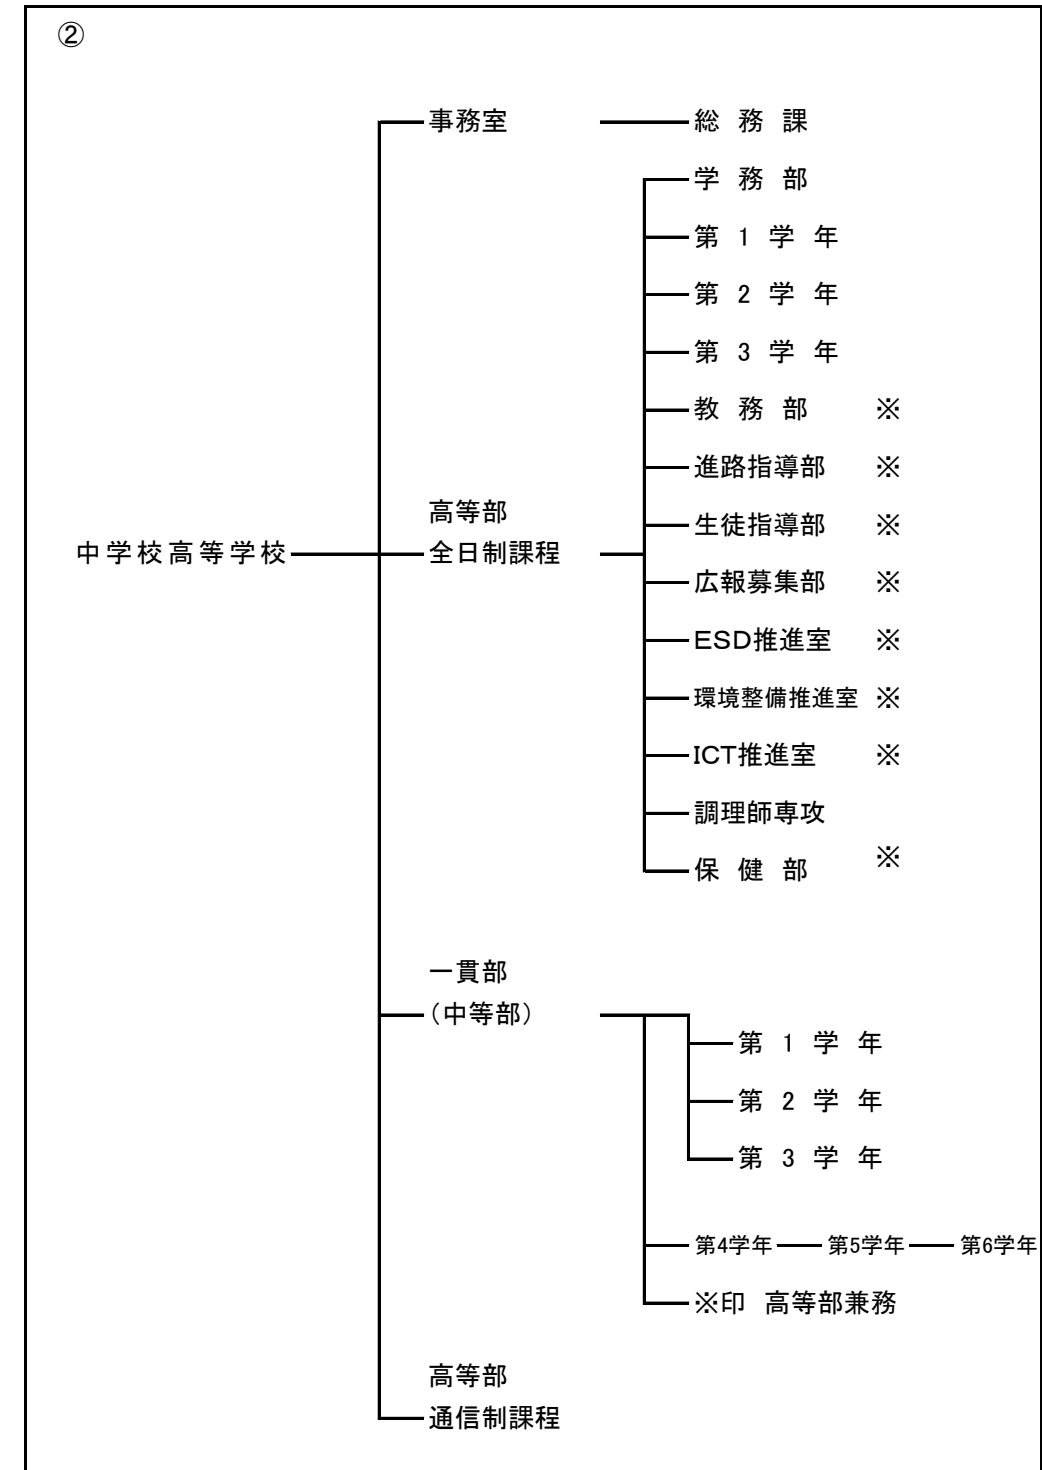 ②
事務室 総務課
学務部
第1学年
第2学年
第3学年
教務部 ※
進路指導部 ※
高等部
生徒指導部 ※
中学校高等学校 全日制課程
広報募集部 ※
ESD推進室 ※
環境整備推進室 ※
ICT推進室 ※
調理師専攻
保健部 ※
一貫部
(中等部)
第1学年
第2学年
第3学年
第4学年 第5学年 第6学年
※印 高等部兼務
高等部
通信制課程